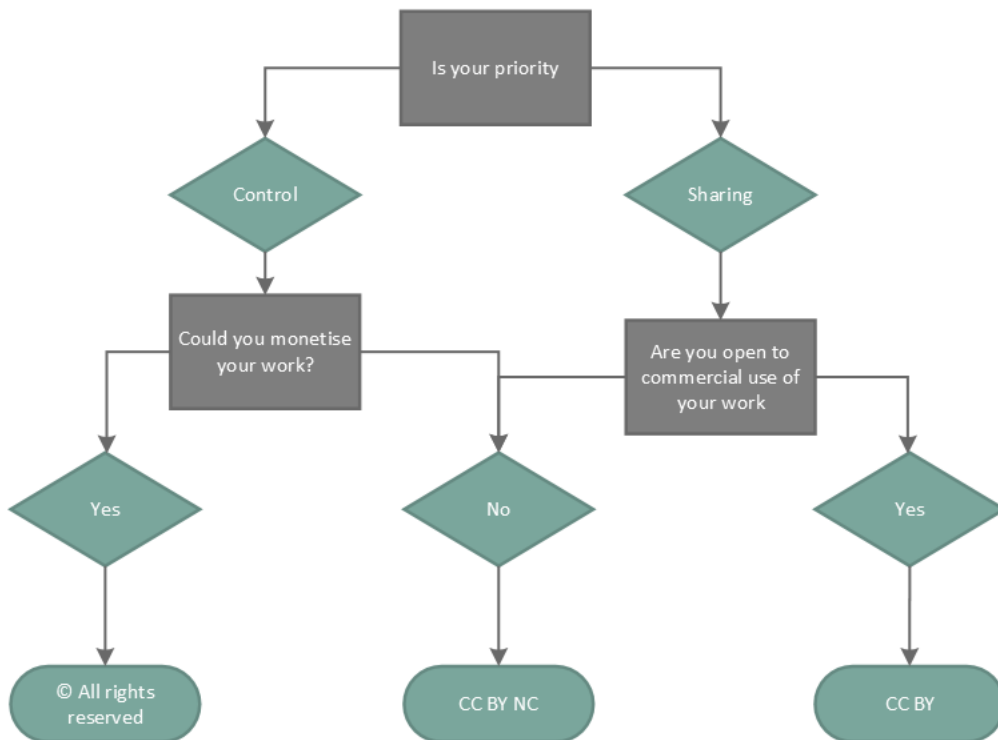 Is your priority
Control
Sharing
Could you monetise
your work?
Are you open to
commercial use of
your work
Yes
No
Yes
© All rights
reserved
CC BY NC
CC BY